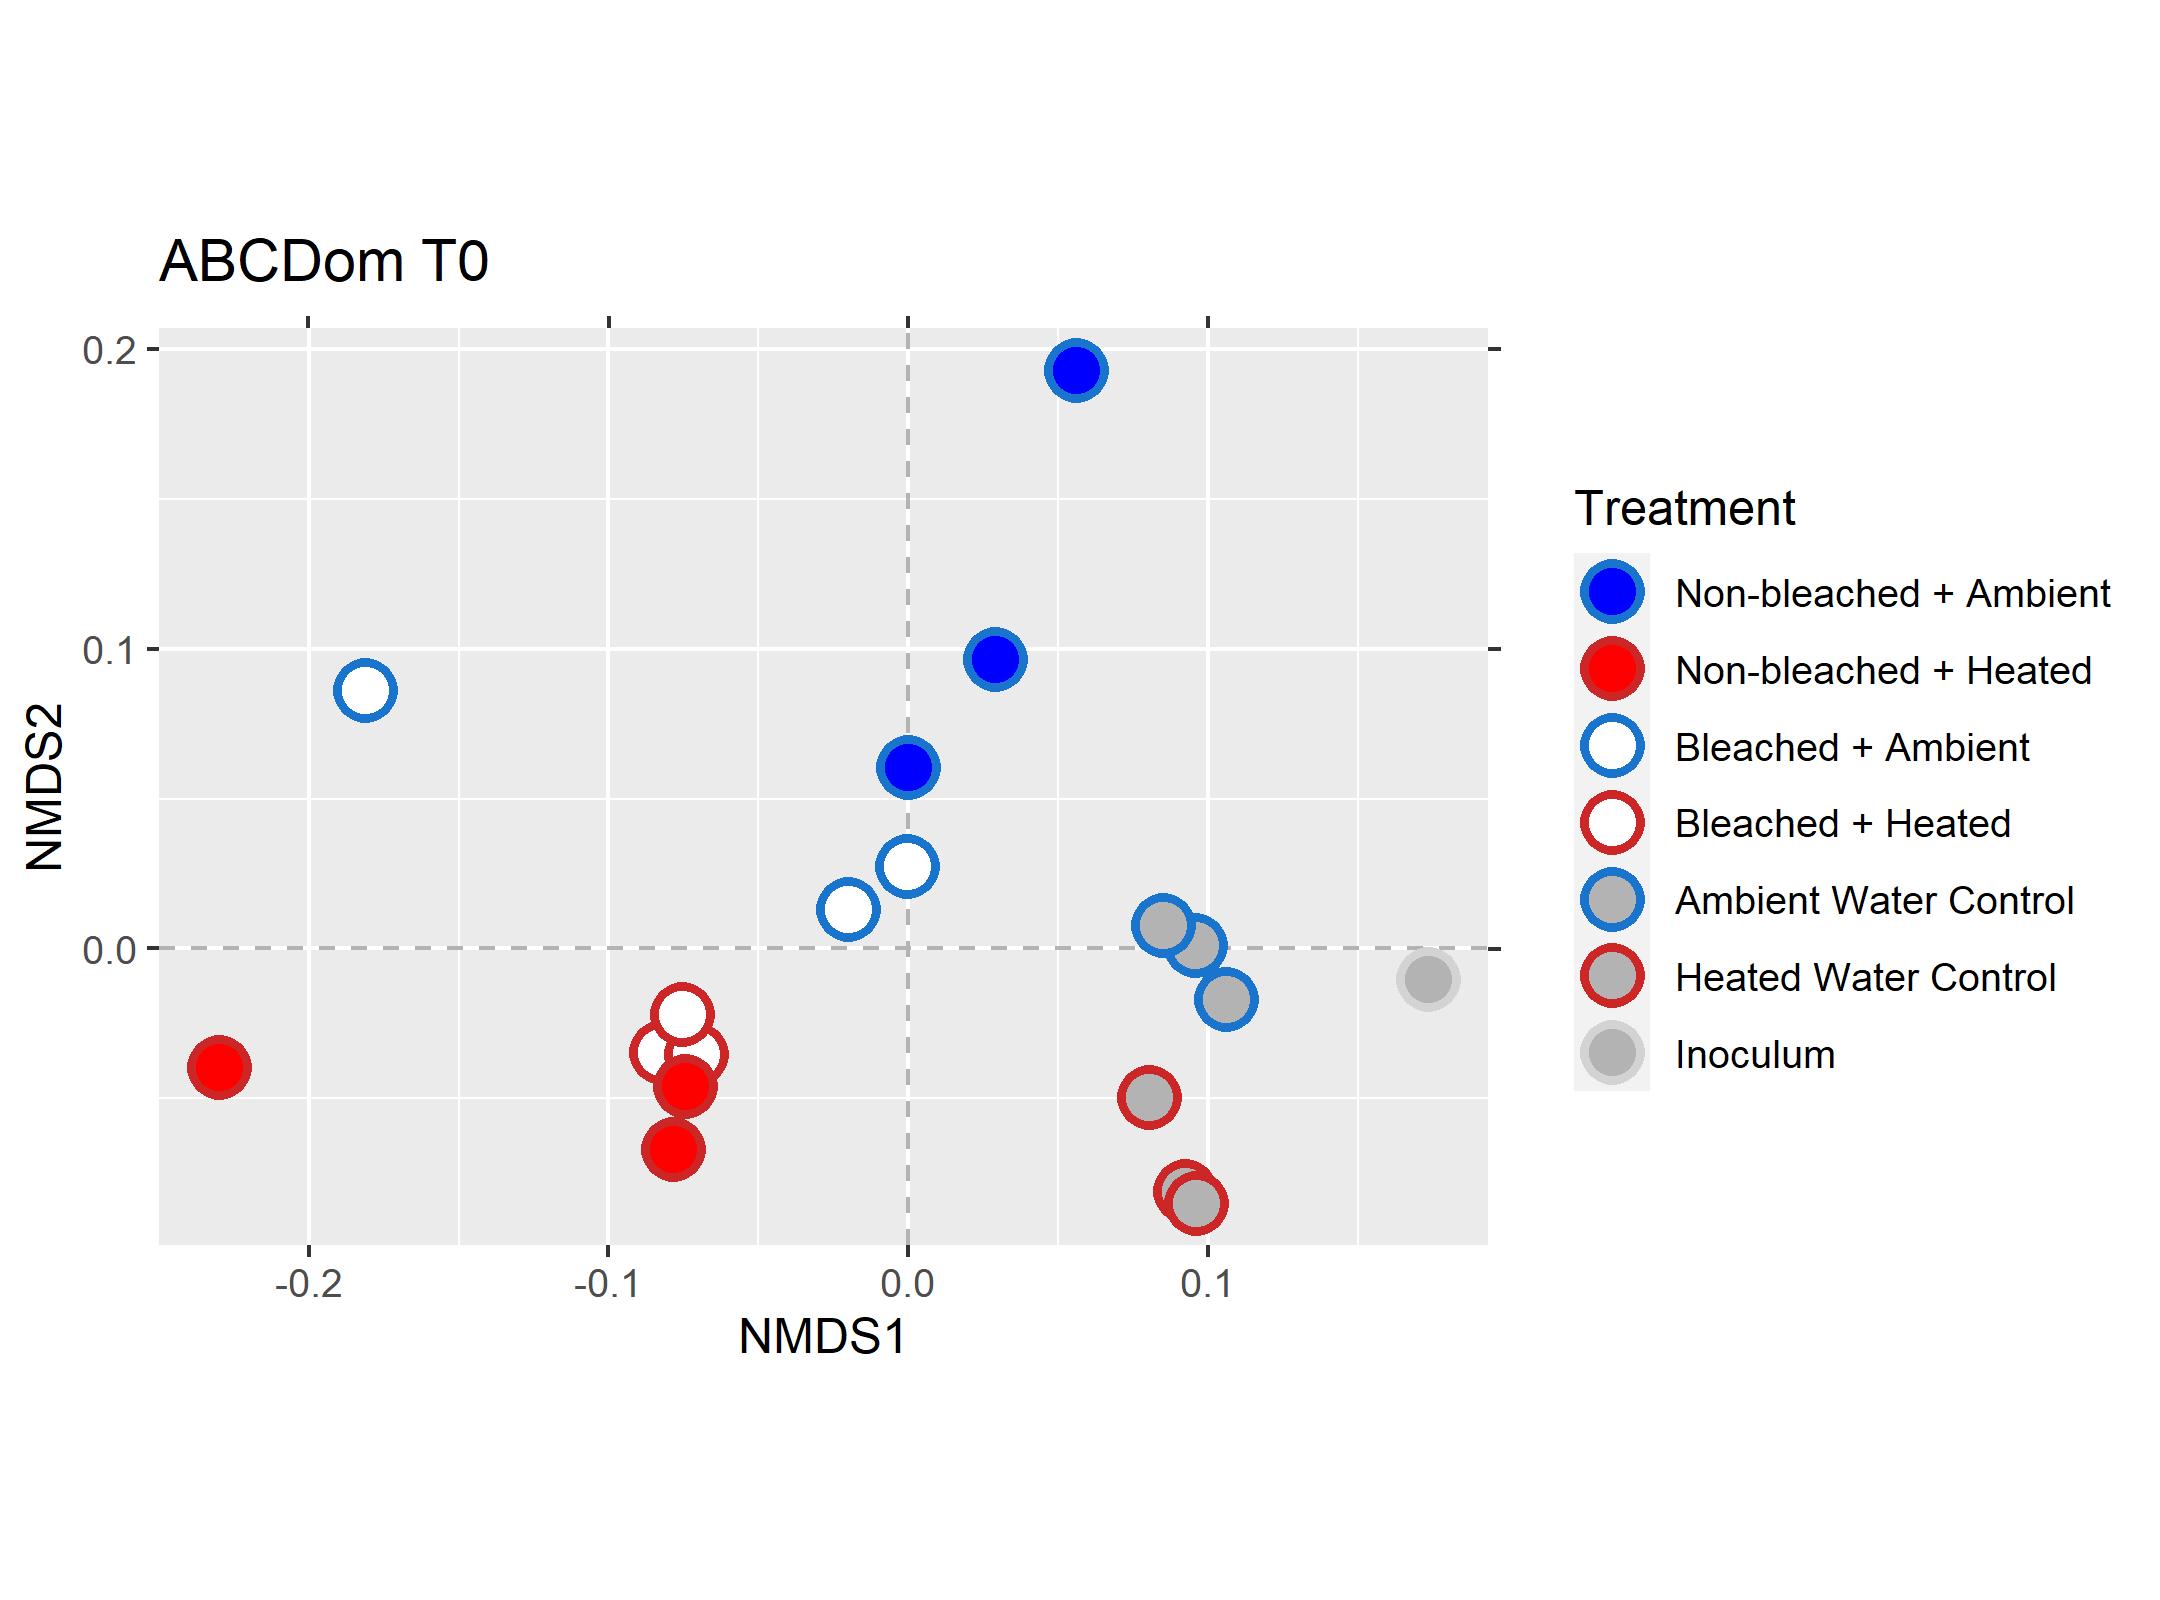 ABCDom T0
0.2
0.1
0.0
NMDS2
-0.2 -0.1 0.0 0.1
NMDS1
Treatment
Non-bleached + Ambient
Non-bleached + Heated
Bleached + Ambient
Bleached + Heated
Ambient Water Control
Heated Water Control
Inoculum